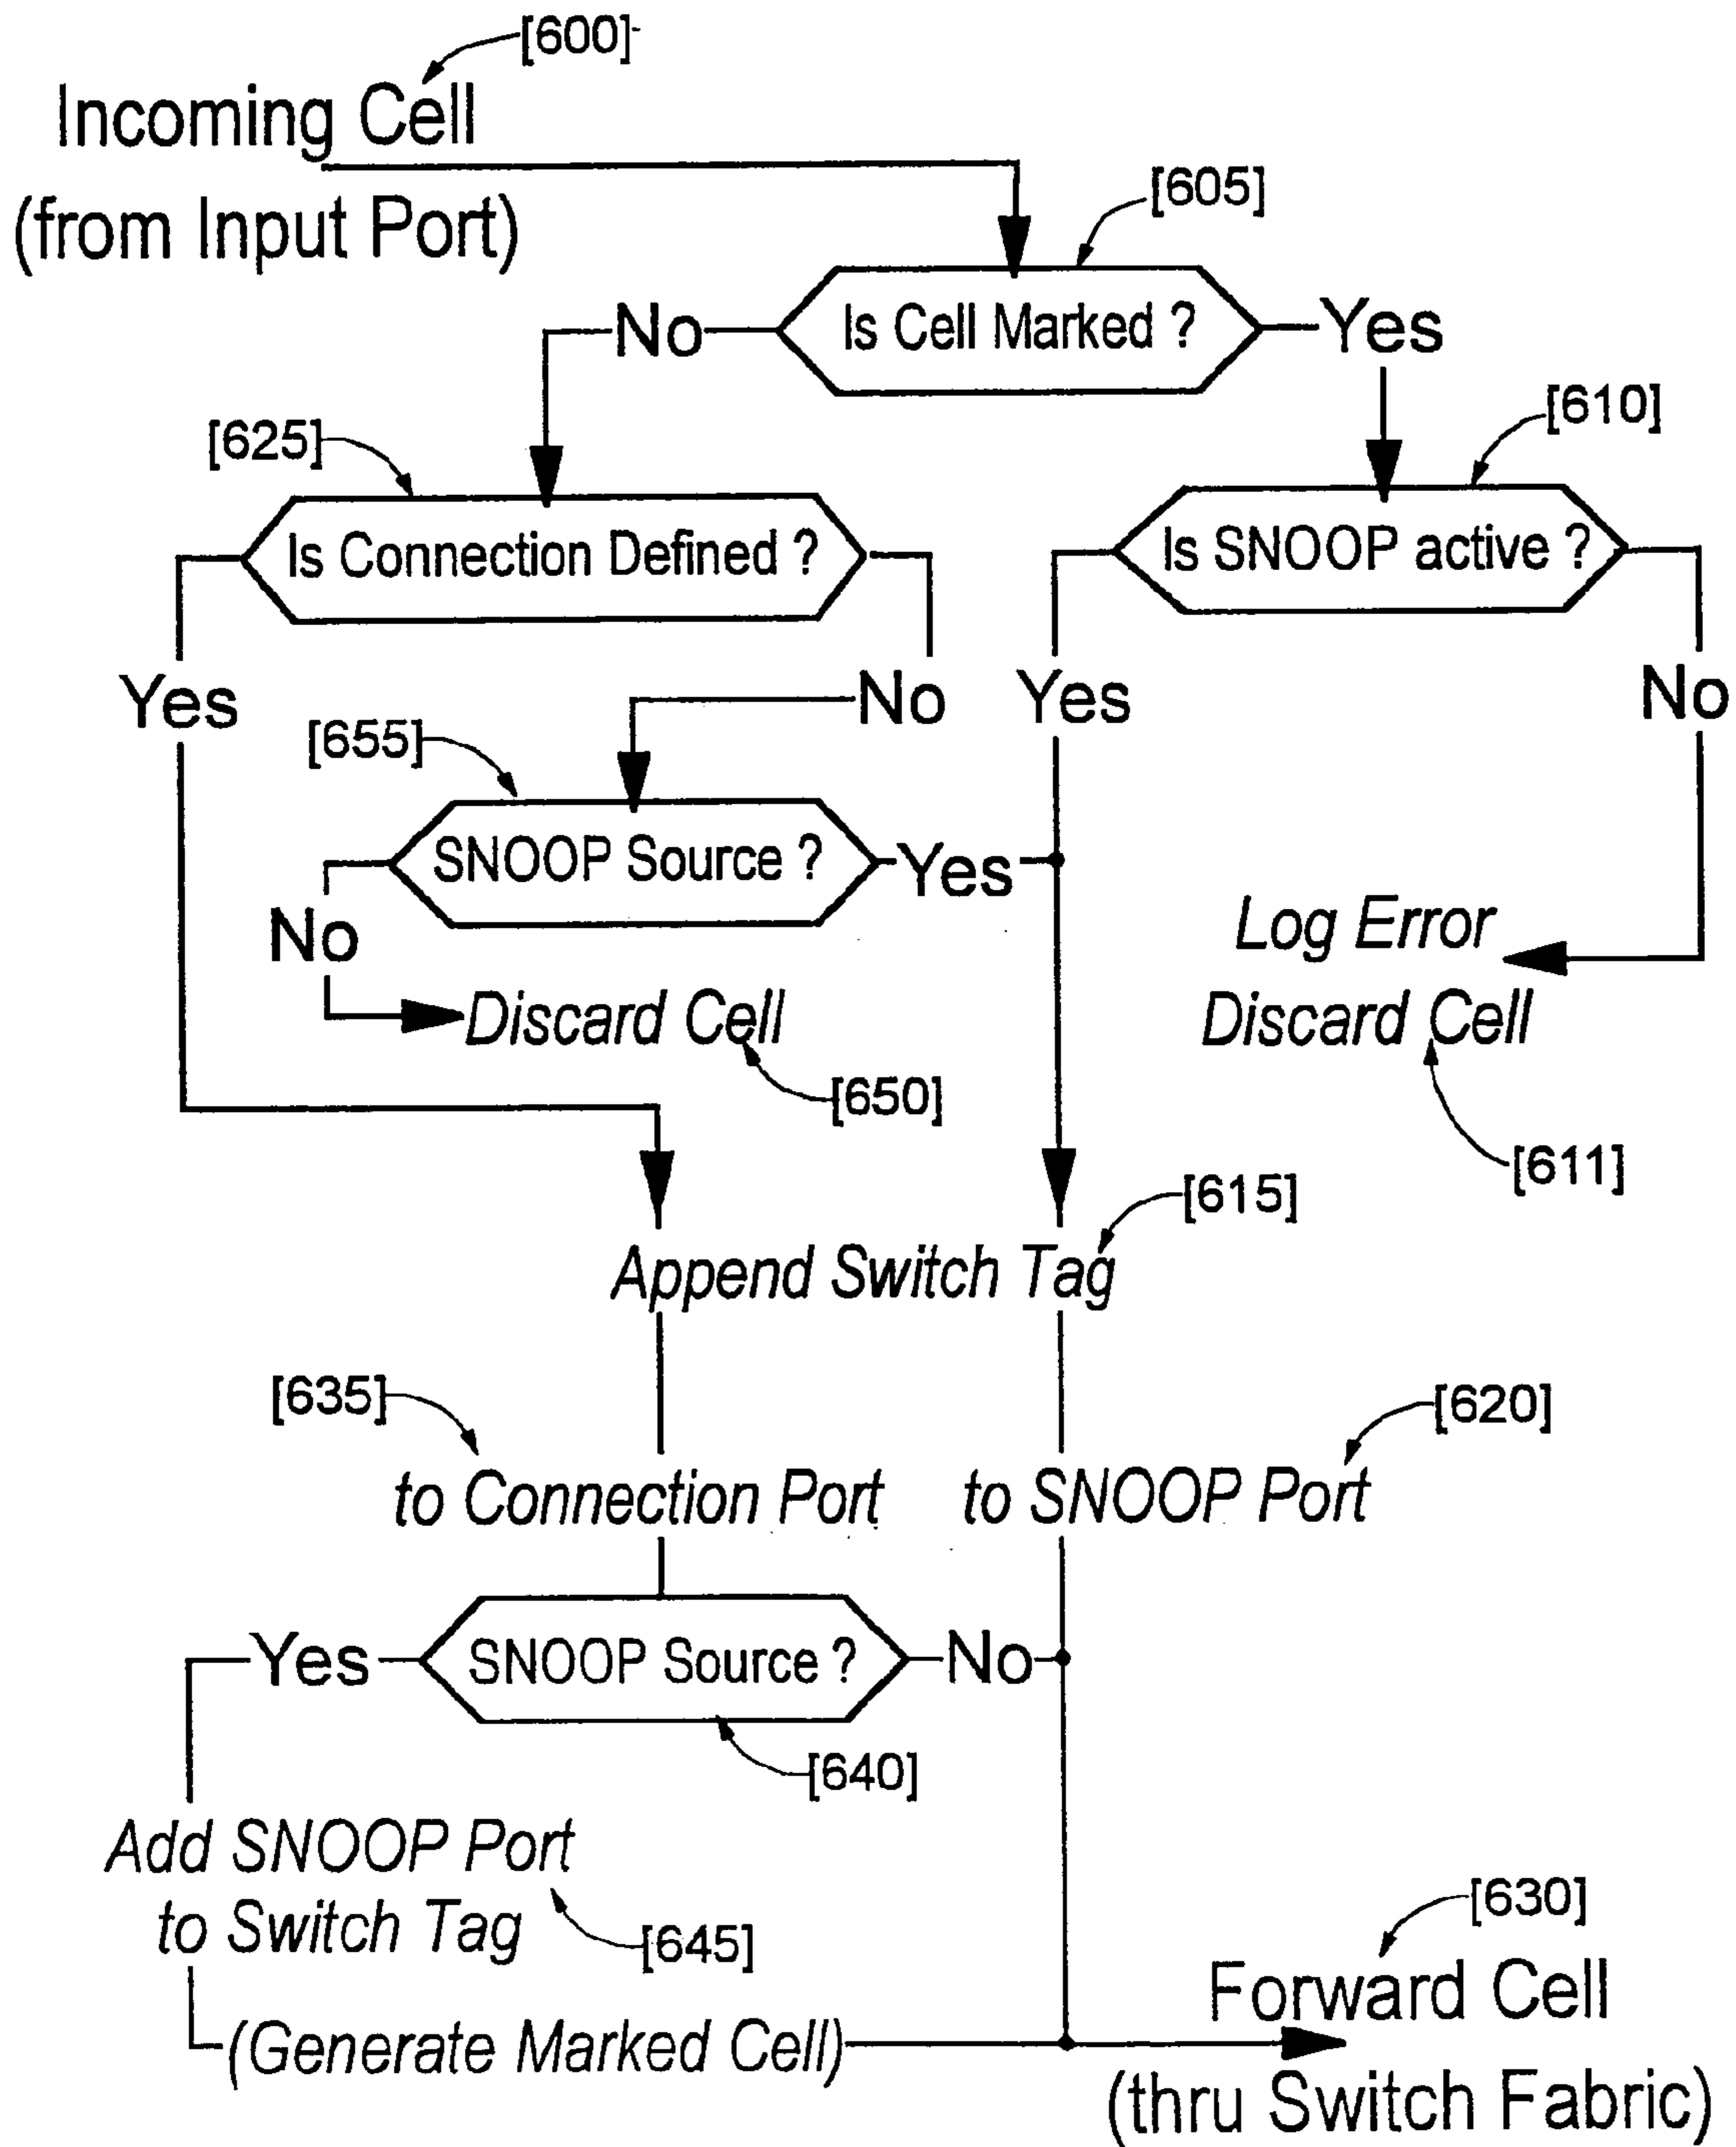 [600]
Incoming Cell
(from Input Port)
[605]
Is Cell Marked ?
No
Yes
[610]
[625]
Is Connection Defined ?
Is SNOOP active ?
Yes
No
Yes
No
[655]
SNOOP Source ?
Yes
No
Log Error
Discard Cell
Discard Cell
[650]
[611]
[615]
Append Switch Tag
[635]
[620]
to Connection Port
to SNOOP Port
Yes
SNOOP Source ?
No
[640]
Add SNOOP Port
to Switch Tag
[645]
[630]
Forward Cell
(Generate Marked Cell)
(thru Switch Fabric)